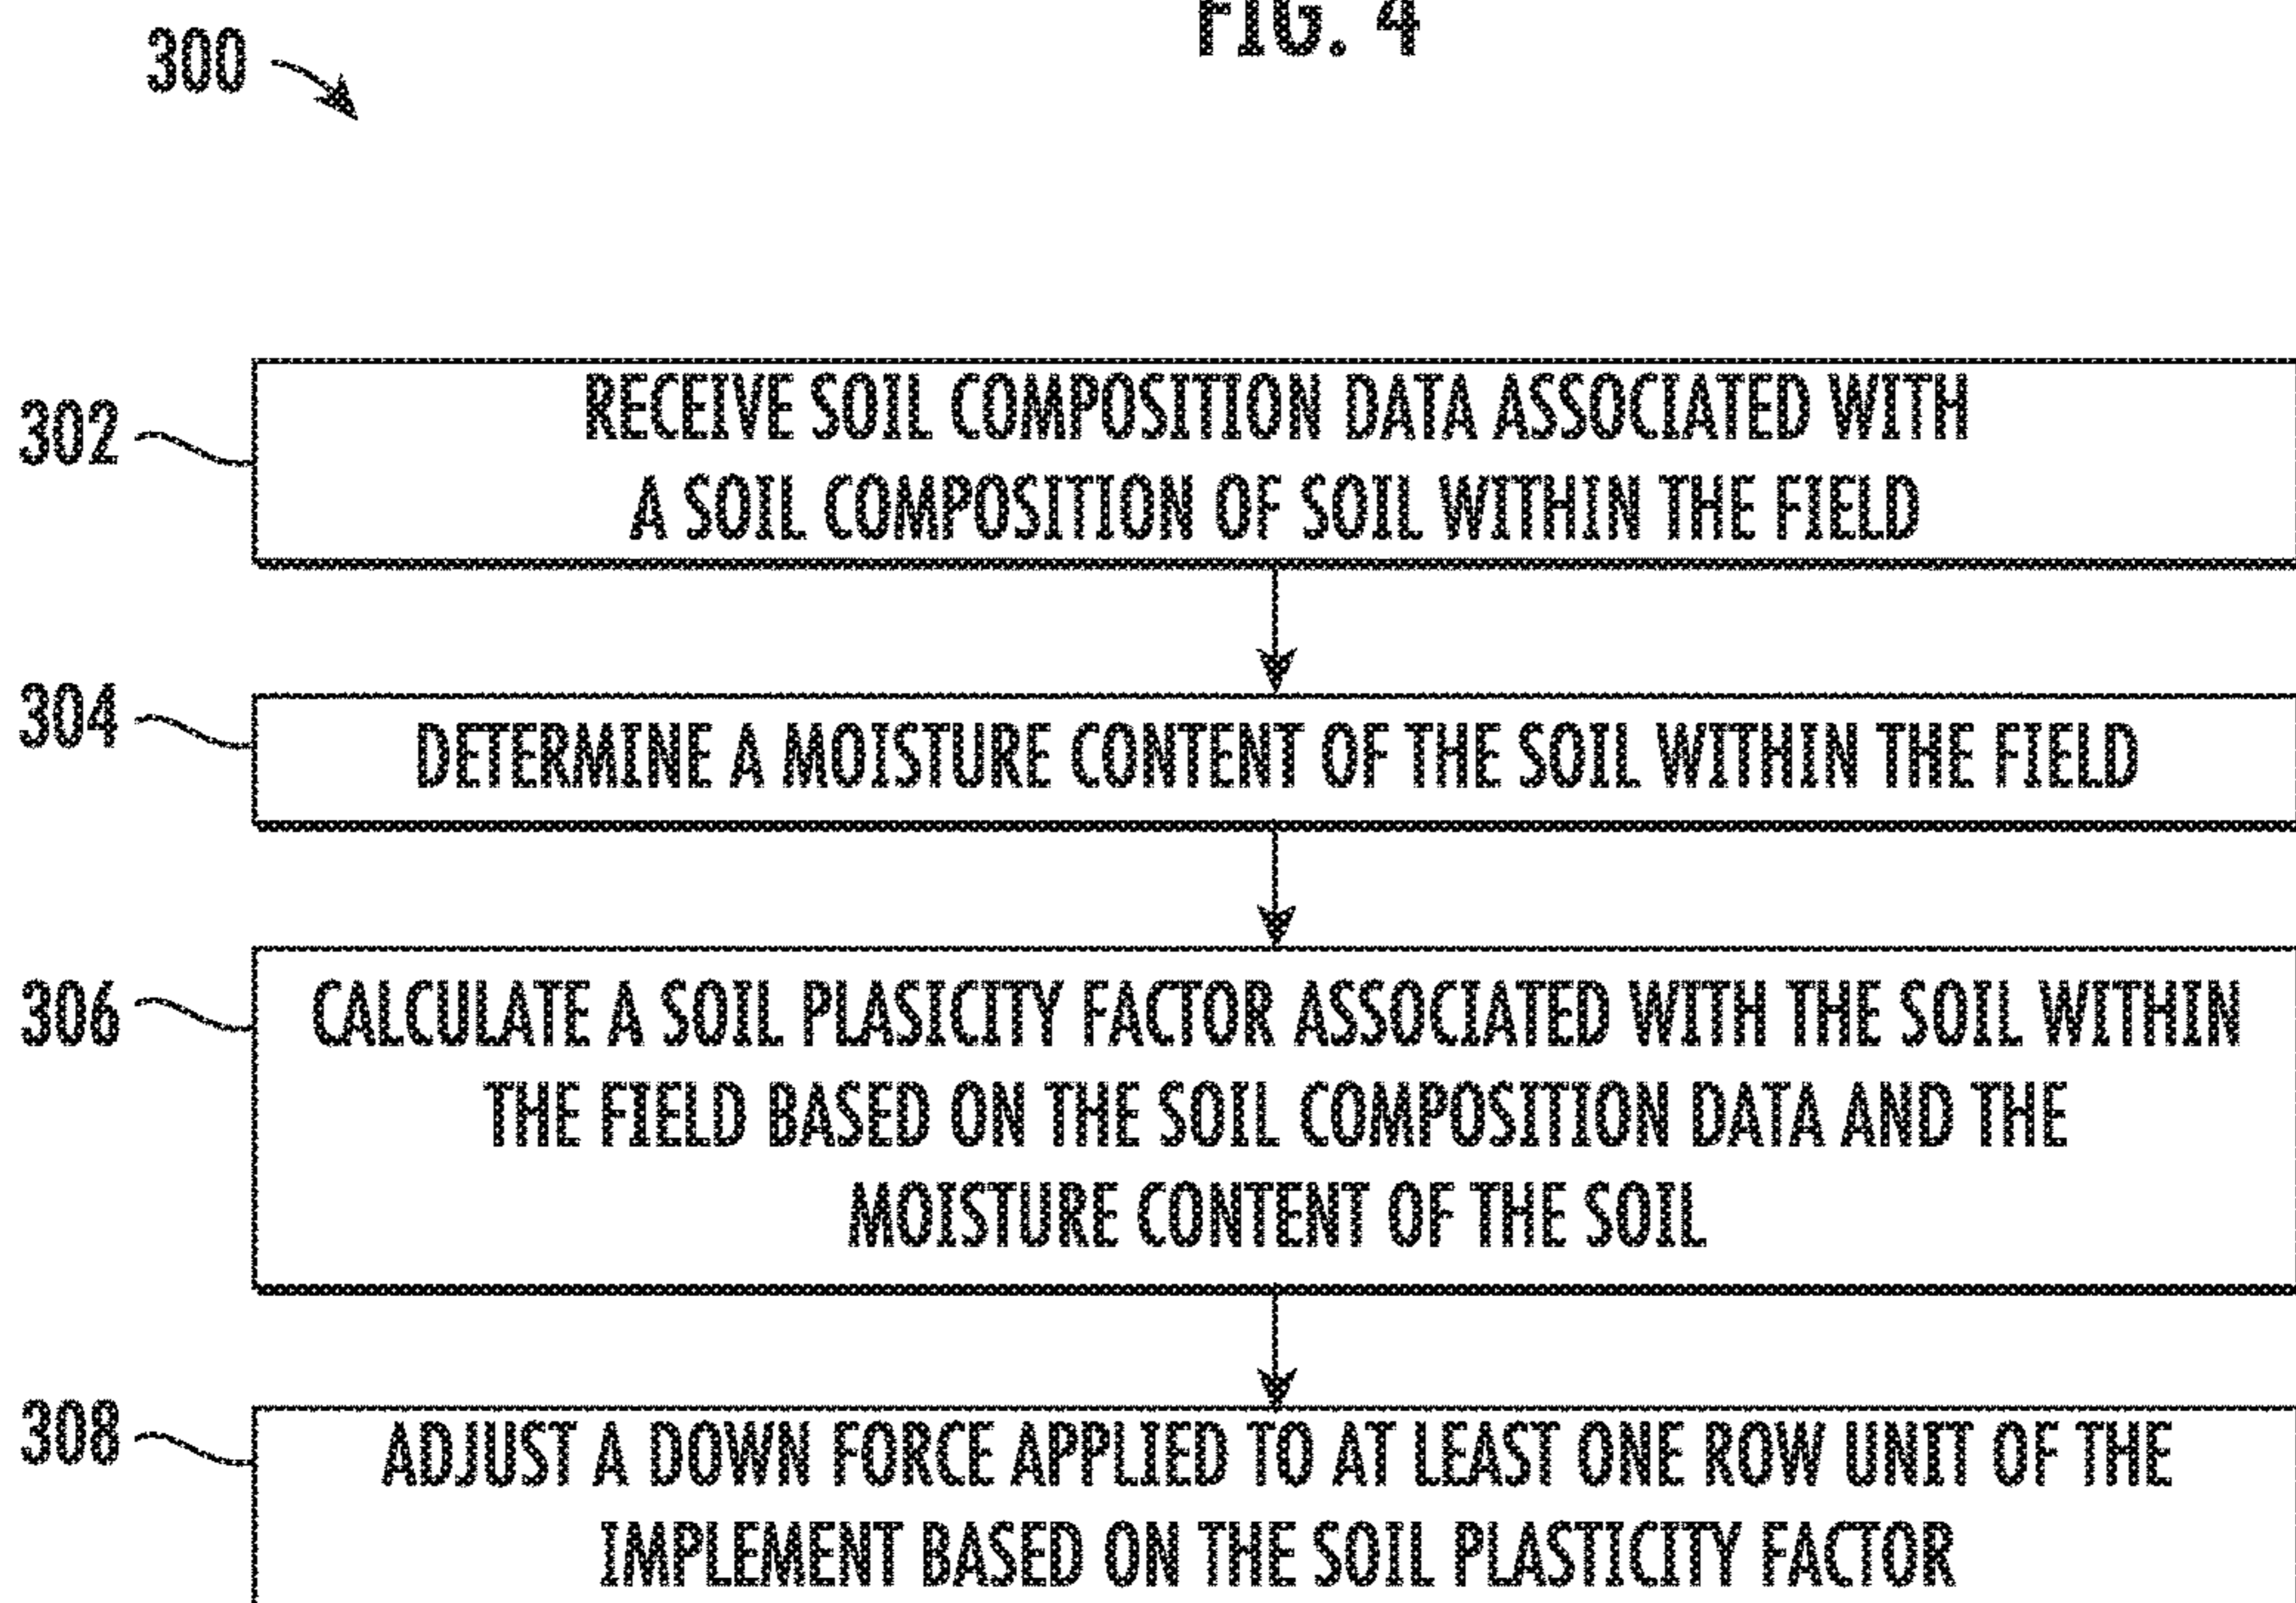 FIG. 4
300
302
RECEIVE SOIL COMPOSITION DATA ASSOCIATED WITH
A SOIL COMPOSITION OF SOIL WITHIN THE FIELD
304
DETERMINE A MOISTURE CONTENT OF THE SOIL WITHIN THE FIELD
306
CALCULATE A SOIL PLASICITY FACTOR ASSOCIATED WITH THE SOIL WITHIN
THE FIELD BASED ON THE SOIL COMPOSITION DATA AND THE
MOISTURE CONTENT OF THE SOIL
308
ADJUST A DOWN FORCE APPLIED TO AT LEAST ONE ROW UNIT OF THE
IMPLEMENT BASED ON THE SOIL PLASTICITY FACTOR